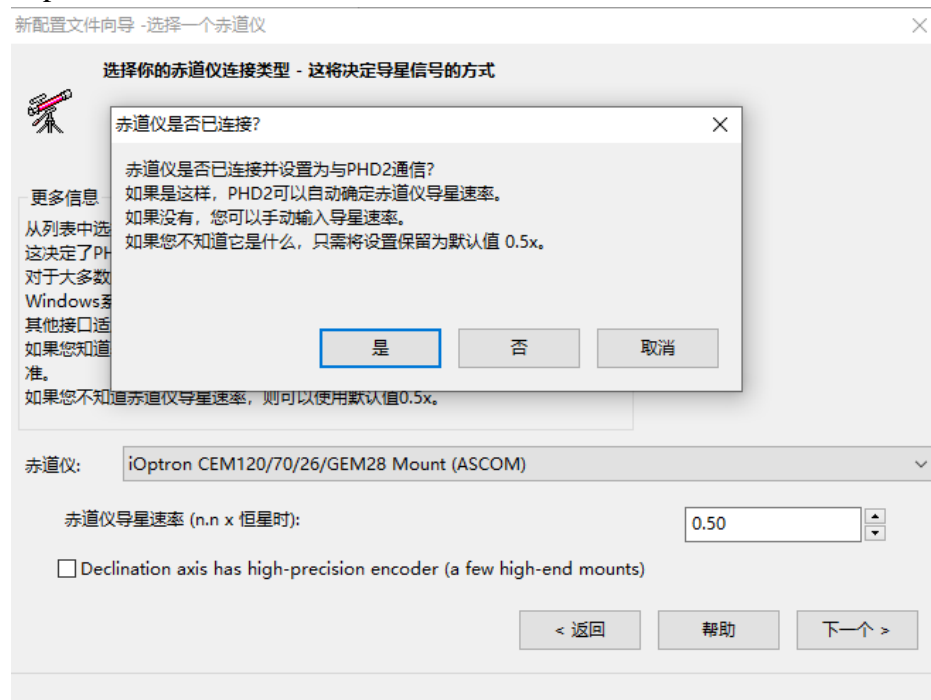 新配置文件向导 -选择一个赤道仪
选择你的赤道仪连接类型 - 这将决定导星信号的方式
赤道仪是否已连接?
赤道仪是否已连接并设置为与PHD2通信?
如果是这样，PHD2可以自动确定赤道仪导星速率。
如果没有，您可以手动输入导星速率。
如果您不知道它是什么，只需将设置保留为默认值 0.5x。
是
否
取消
更多信息
从列表中选
这决定了PH
对于大多数
Windows系
其他接口适
如果您知道
准。
如果您不知道赤道仪导星速率，则可以使用默认值0.5x。
赤道仪:
iOptron CEM120/70/26/GEM28 Mount (ASCOM)
赤道仪导星速率 (n.n x 恒星时):
0.50
Declination axis has high-precision encoder (a few high-end mounts)
< 返回
帮助
下一个 >